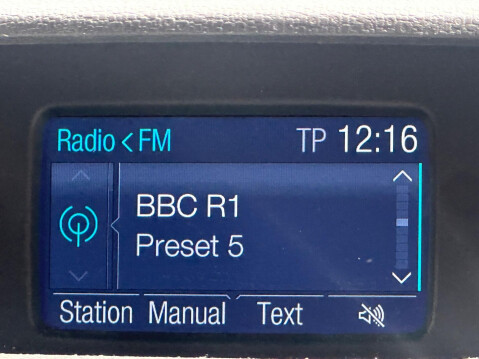 Radio < FM TP 12:16
BBC R1
Preset 5
Station Manual Text